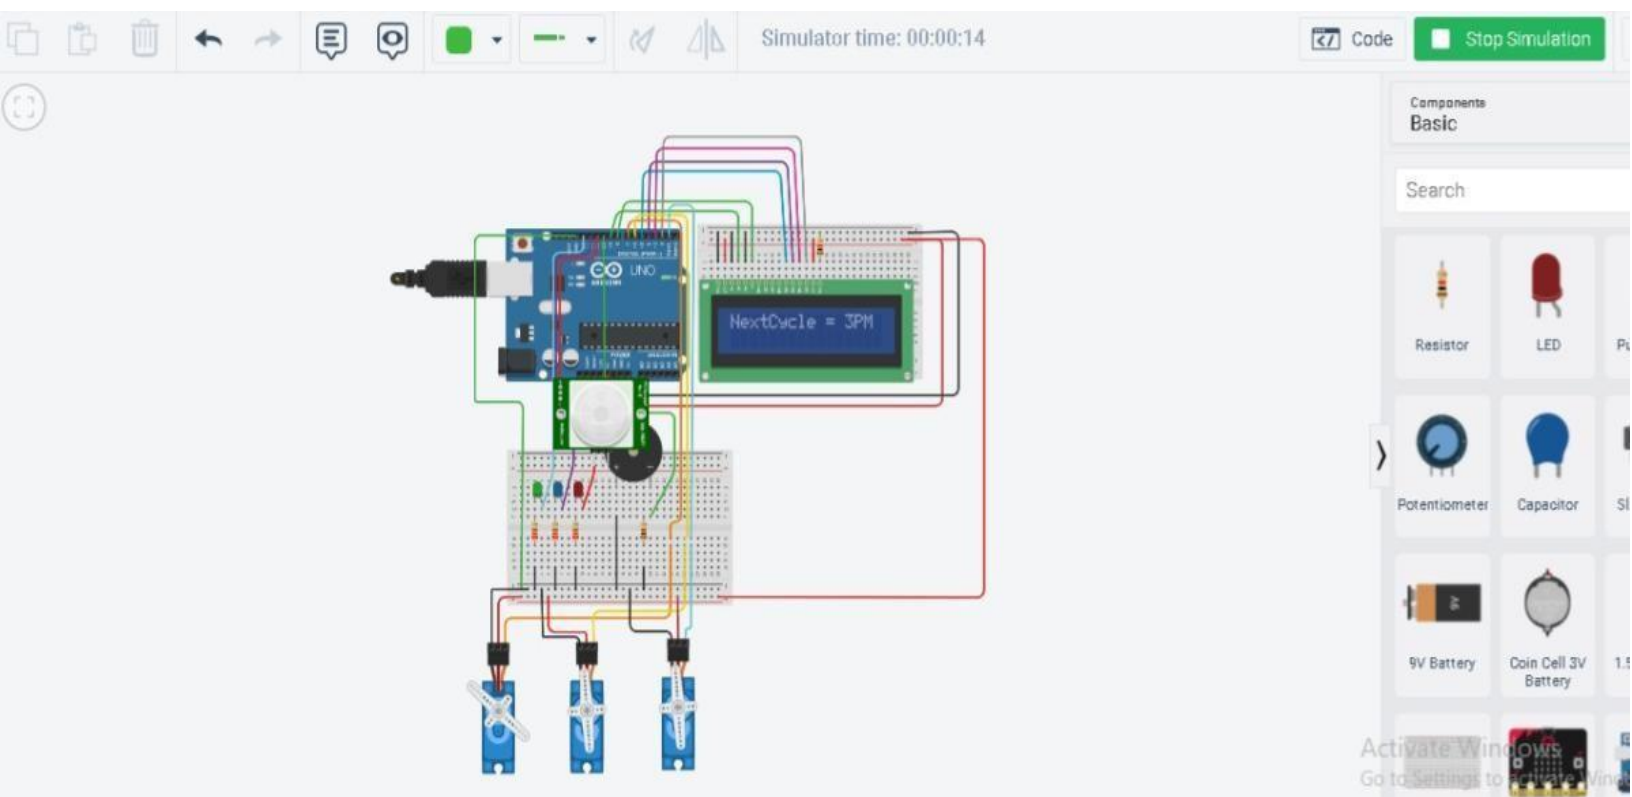 Simulator time: 00:00:14
Code
Stop Simulation
Components
Basic
Search
UNO
ARDUINO
NextCycle = 3PM
Resistor
LED
Potentiometer
Capacitor
9V Battery
Coin Cell 3V
Battery
Activate Windows
Go to Settings to activate